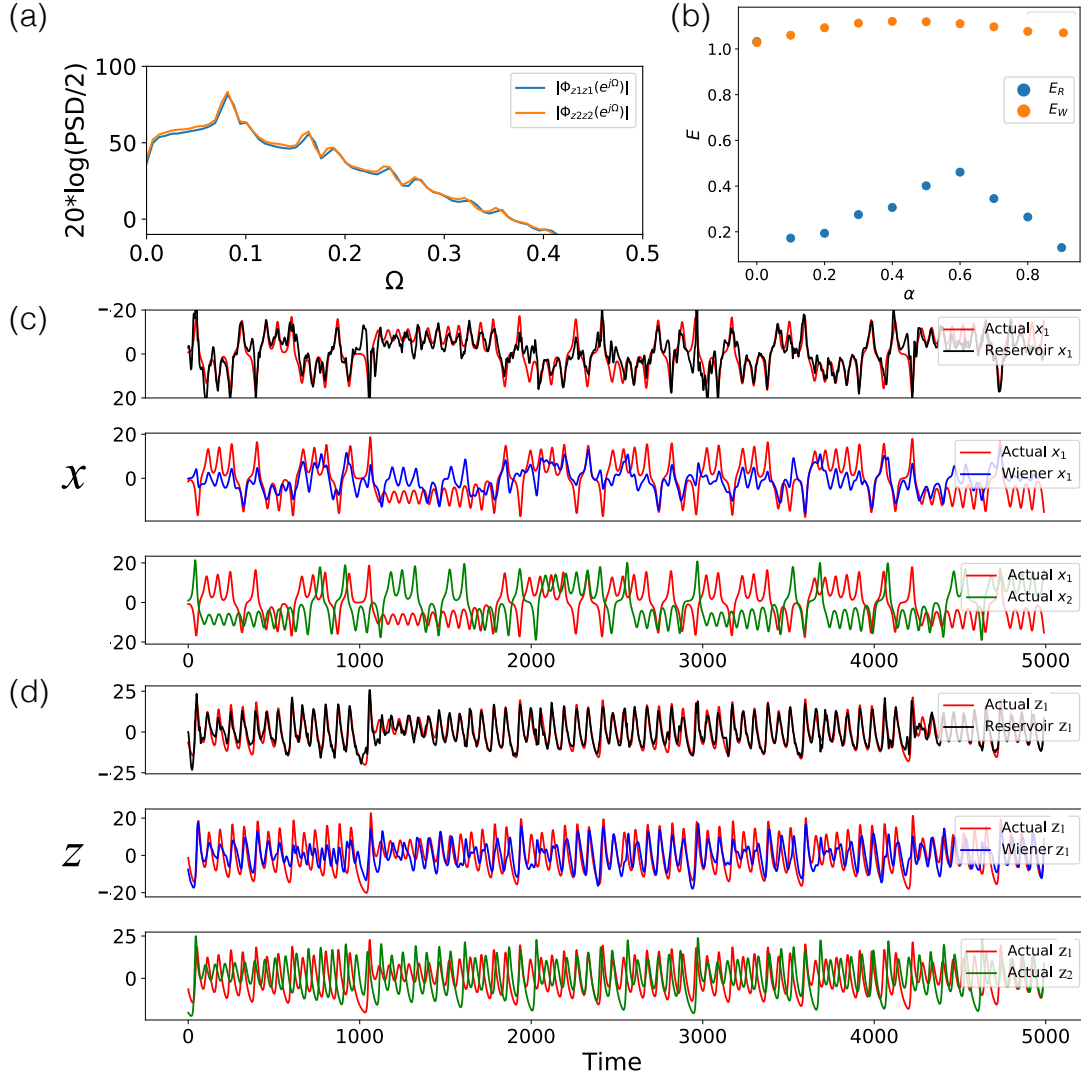 (a)
100
50
0
20*log(PSD/2)
|Φz1z1(e^{jΩ})|
|Φz2z2(e^{jΩ})|
0.0 0.1 0.2 0.3 0.4 0.5
Ω
(b)
1.0
0.8
0.6
0.4
0.2
E
E_R
E_W
0.0 0.2 0.4 0.6 0.8
α
(c)
-20
0
20
Actual x₁
Reservoir x₁
x
20
0
Actual x₁
Wiener x₁
20
0
-20
Actual x₁
Actual x₂
0 1000 2000 3000 4000 5000
(d)
25
0
-25
Actual z₁
Reservoir z₁
z
20
0
-20
Actual z₁
Wiener z₁
25
0
Actual z₁
Actual z₂
0 1000 2000 3000 4000 5000
Time